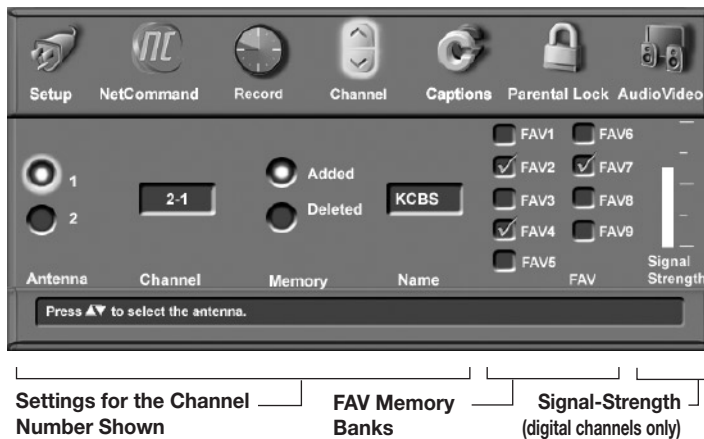 Setup NetCommand Record Channel Captions Parental Lock AudioVideo
FAV1 FAV6
1 Added FAV2 FAV7
2-1 KCBS FAV3 FAV8
2 Deleted FAV4 FAV9
FAV5
Antenna Channel Memory Name FAV Signal Strength
Press ▲▼ to select the antenna.
Settings for the Channel
Number Shown
FAV Memory
Banks
Signal-Strength
(digital channels only)